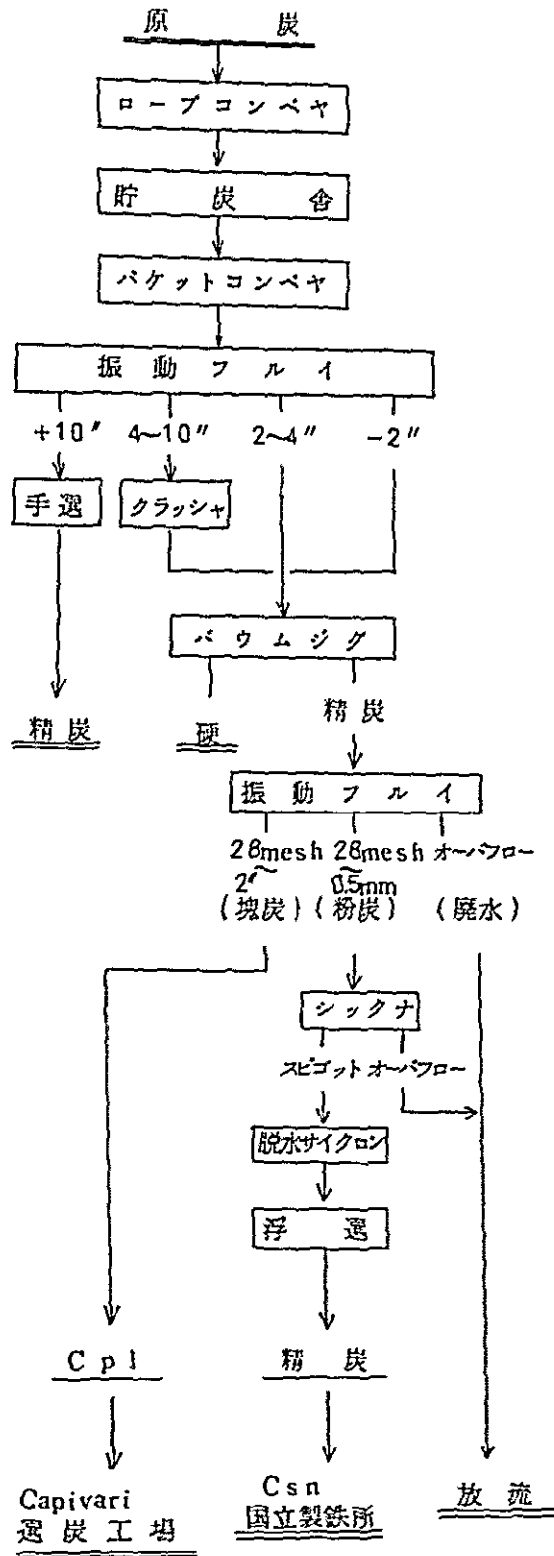 原炭
ロープコンベヤ
貯炭舎
バケットコンベヤ
振動フルイ
+10" 4~10" 2~4" -2"
手選 クラッシャ
バウムジグ
精炭 硬 精炭
振動フルイ
28mesh 28mesh オーバフロー
~ ~
2" 0.5mm
(塊炭) (粉炭) (廃水)
シックナ
スピゴット オーバフロー
脱水サイクロン
浮選
Cpl 精炭
Capivari Csn 放流
選炭工場 国立製鉄所